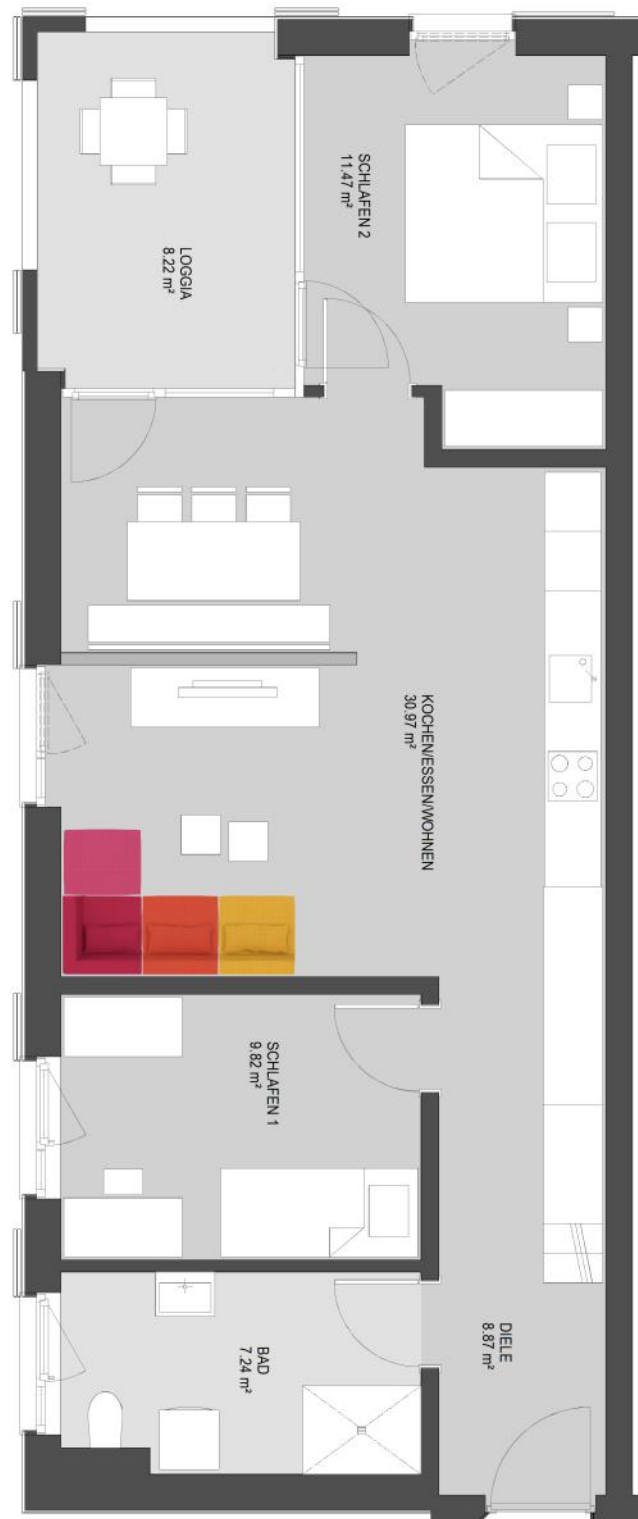 SCHLAFEN 2
11.47 m²
LOGGIA
8.22 m²
KOCHEN/ESSEN/WOHNEN
30.97 m²
SCHLAFEN 1
9.82 m²
BAD
7.24 m²
DIELE
8.87 m²